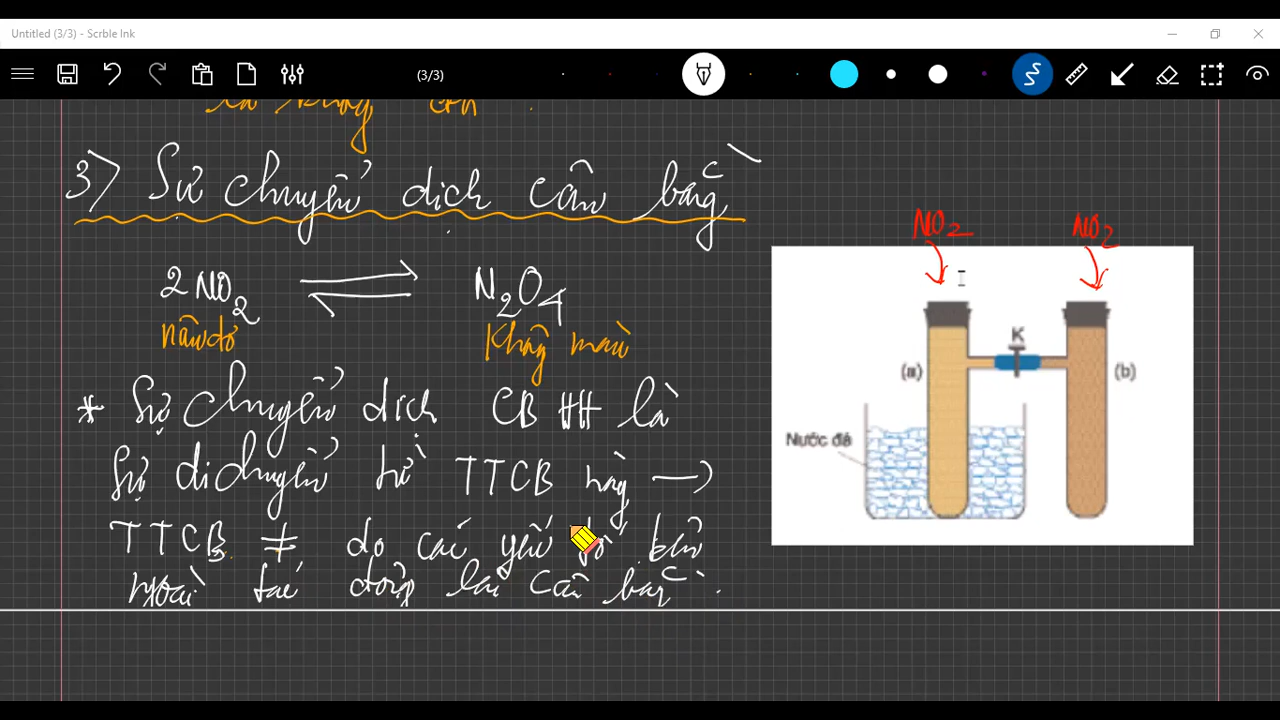 Untitled (3/3) - Scrble Ink
(3/3)
3) Sự chuyển dịch cân bằng
2NO₂ ⇌ N₂O₄
nâu đỏ Không màu
* Sự chuyển dịch CB HH là
sự di chuyển từ TTCB này →
TTCB ≠ do các yếu tố bên
ngoài tác động lên cân bằng.
NO₂ NO₂
K
(a) (b)
Nước đá